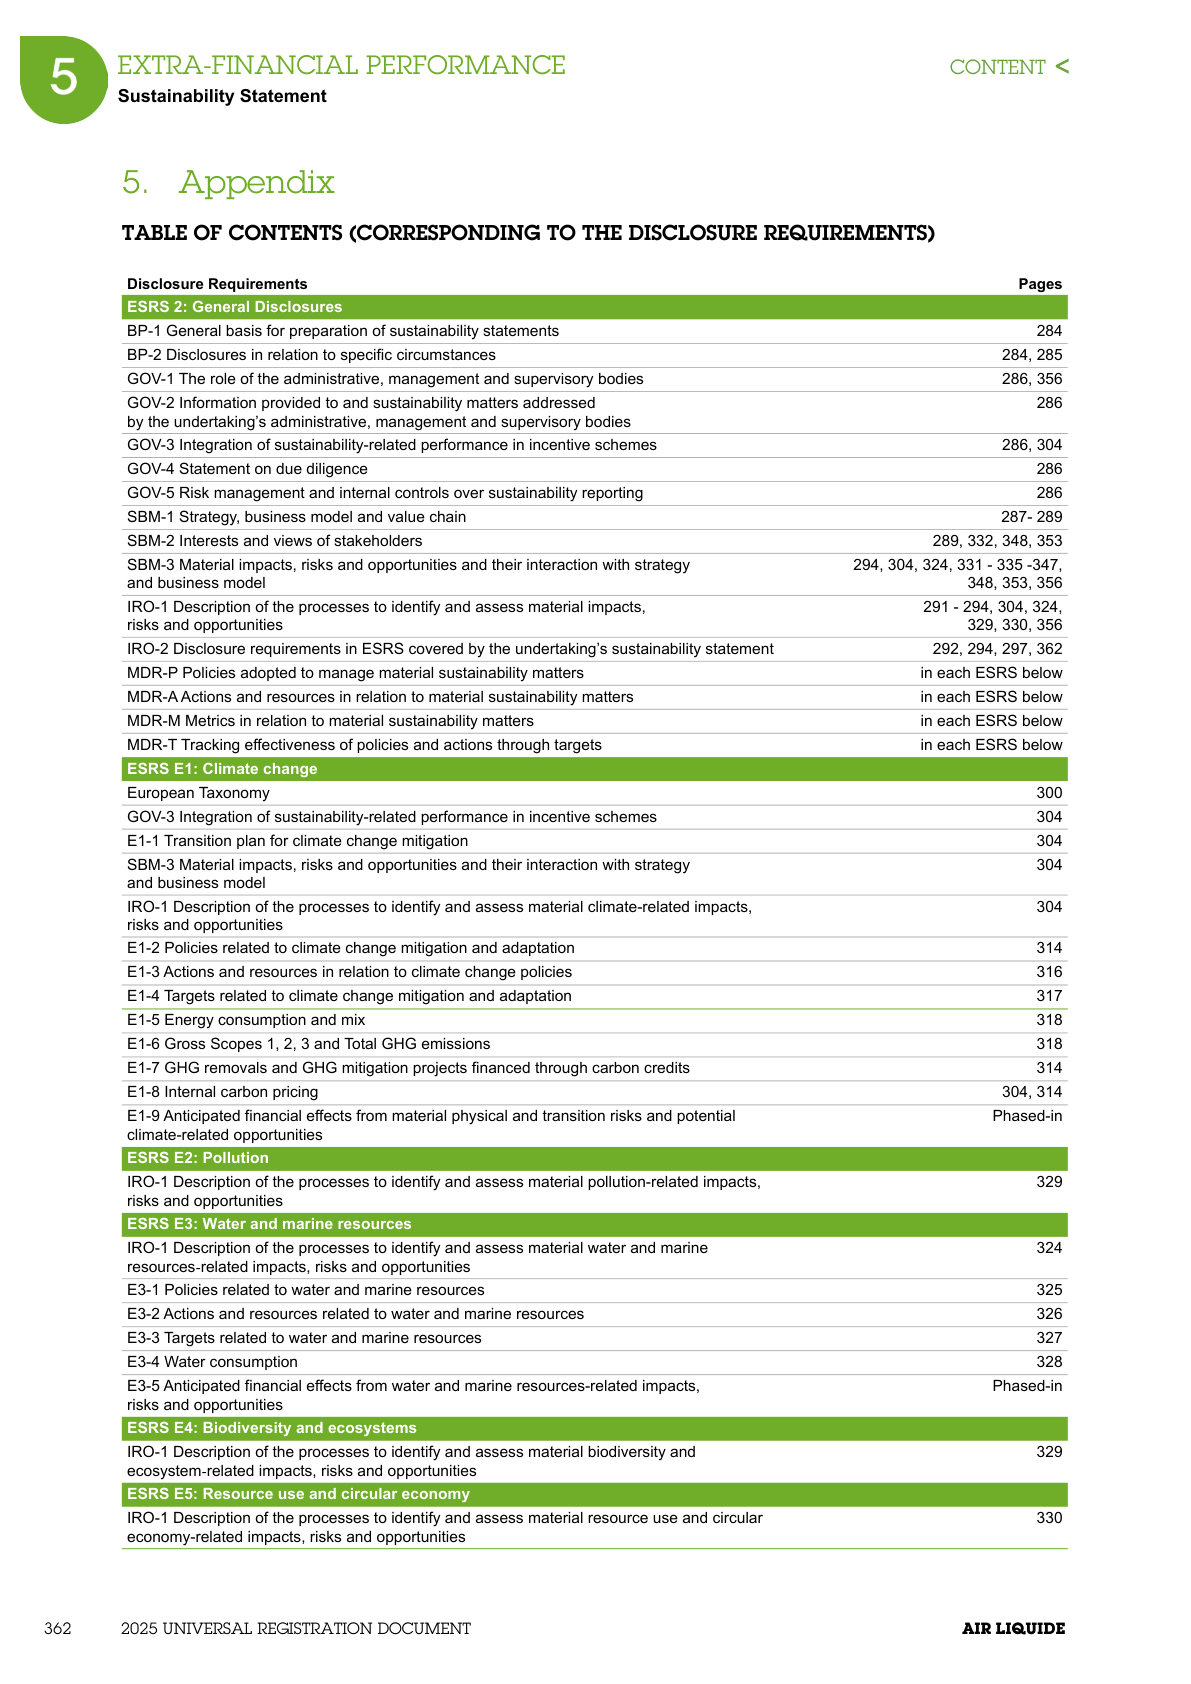 5
EXTRA-FINANCIAL PERFORMANCE
CONTENT <
Sustainability Statement
5. Appendix
TABLE OF CONTENTS (CORRESPONDING TO THE DISCLOSURE REQUIREMENTS)
Disclosure Requirements Pages
ESRS 2: General Disclosures
BP-1 General basis for preparation of sustainability statements 284
BP-2 Disclosures in relation to specific circumstances 284, 285
GOV-1 The role of the administrative, management and supervisory bodies 286, 356
GOV-2 Information provided to and sustainability matters addressed 286
by the undertaking’s administrative, management and supervisory bodies
GOV-3 Integration of sustainability-related performance in incentive schemes 286, 304
GOV-4 Statement on due diligence 286
GOV-5 Risk management and internal controls over sustainability reporting 286
SBM-1 Strategy, business model and value chain 287- 289
SBM-2 Interests and views of stakeholders 289, 332, 348, 353
SBM-3 Material impacts, risks and opportunities and their interaction with strategy 294, 304, 324, 331 - 335 -347,
and business model 348, 353, 356
IRO-1 Description of the processes to identify and assess material impacts, 291 - 294, 304, 324,
risks and opportunities 329, 330, 356
IRO-2 Disclosure requirements in ESRS covered by the undertaking’s sustainability statement 292, 294, 297, 362
MDR-P Policies adopted to manage material sustainability matters in each ESRS below
MDR-A Actions and resources in relation to material sustainability matters in each ESRS below
MDR-M Metrics in relation to material sustainability matters in each ESRS below
MDR-T Tracking effectiveness of policies and actions through targets in each ESRS below
ESRS E1: Climate change
European Taxonomy 300
GOV-3 Integration of sustainability-related performance in incentive schemes 304
E1-1 Transition plan for climate change mitigation 304
SBM-3 Material impacts, risks and opportunities and their interaction with strategy 304
and business model
IRO-1 Description of the processes to identify and assess material climate-related impacts, 304
risks and opportunities
E1-2 Policies related to climate change mitigation and adaptation 314
E1-3 Actions and resources in relation to climate change policies 316
E1-4 Targets related to climate change mitigation and adaptation 317
E1-5 Energy consumption and mix 318
E1-6 Gross Scopes 1, 2, 3 and Total GHG emissions 318
E1-7 GHG removals and GHG mitigation projects financed through carbon credits 314
E1-8 Internal carbon pricing 304, 314
E1-9 Anticipated financial effects from material physical and transition risks and potential Phased-in
climate-related opportunities
ESRS E2: Pollution
IRO-1 Description of the processes to identify and assess material pollution-related impacts, 329
risks and opportunities
ESRS E3: Water and marine resources
IRO-1 Description of the processes to identify and assess material water and marine 324
resources-related impacts, risks and opportunities
E3-1 Policies related to water and marine resources 325
E3-2 Actions and resources related to water and marine resources 326
E3-3 Targets related to water and marine resources 327
E3-4 Water consumption 328
E3-5 Anticipated financial effects from water and marine resources-related impacts, Phased-in
risks and opportunities
ESRS E4: Biodiversity and ecosystems
IRO-1 Description of the processes to identify and assess material biodiversity and 329
ecosystem-related impacts, risks and opportunities
ESRS E5: Resource use and circular economy
IRO-1 Description of the processes to identify and assess material resource use and circular 330
economy-related impacts, risks and opportunities
362 2025 UNIVERSAL REGISTRATION DOCUMENT AIR LIQUIDE